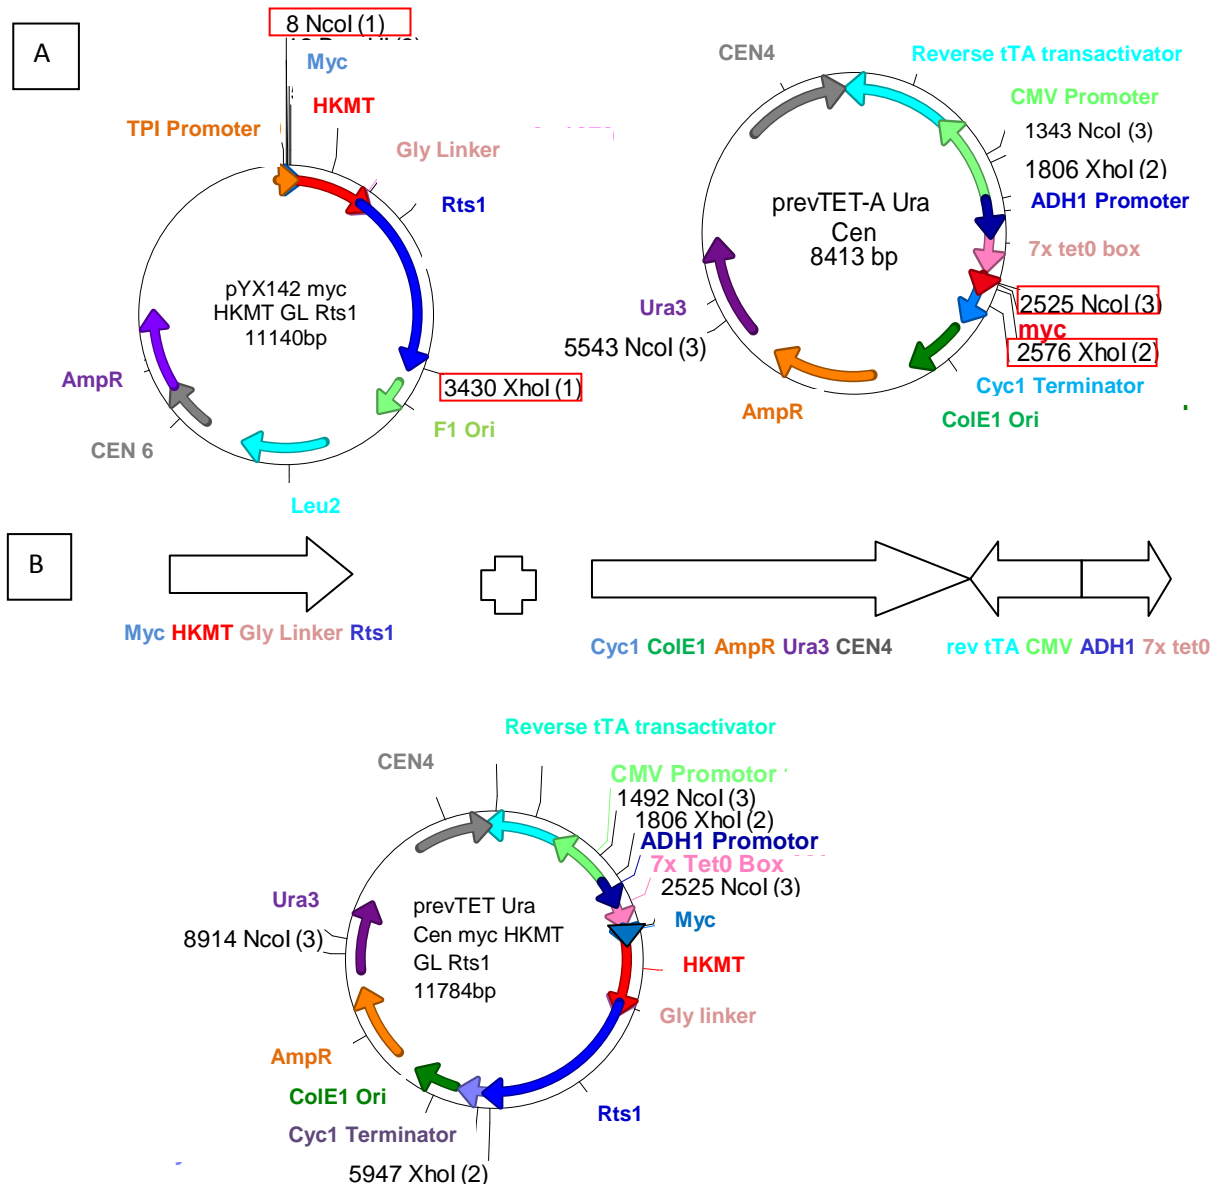 A
8 NcoI (1)
Myc
HKMT
TPI Promoter
Gly Linker
Rts1
pYX142 myc
HKMT GL Rts1
11140bp
AmpR
3430 XhoI (1)
F1 Ori
CEN 6
Leu2
CEN4
Reverse tTA transactivator
CMV Promoter
1343 NcoI (3)
1806 XhoI (2)
ADH1 Promoter
prevTET-A Ura
Cen
8413 bp
7x tet0 box
2525 NcoI (3)
myc
2576 XhoI (2)
Ura3
5543 NcoI (3)
Cyc1 Terminator
AmpR
ColE1 Ori
B
Myc HKMT Gly Linker Rts1
Cyc1 ColE1 AmpR Ura3 CEN4
rev tTA CMV ADH1 7x tet0
Reverse tTA transactivator
CEN4
CMV Promotor
1492 NcoI (3)
1806 XhoI (2)
ADH1 Promotor
7x Tet0 Box
2525 NcoI (3)
Ura3
8914 NcoI (3)
prevTET Ura
Cen myc HKMT
GL Rts1
11784bp
Myc
HKMT
Gly linker
AmpR
ColE1 Ori
Rts1
Cyc1 Terminator
5947 XhoI (2)